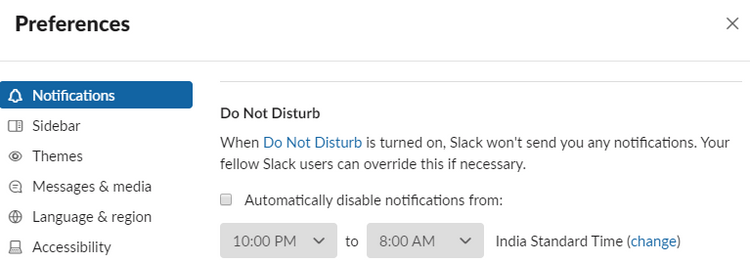 Preferences
Notifications
Sidebar
Themes
Messages & media
Language & region
Accessibility
Do Not Disturb
When Do Not Disturb is turned on, Slack won't send you any notifications. Your
fellow Slack users can override this if necessary.
Automatically disable notifications from:
10:00 PM to 8:00 AM India Standard Time (change)